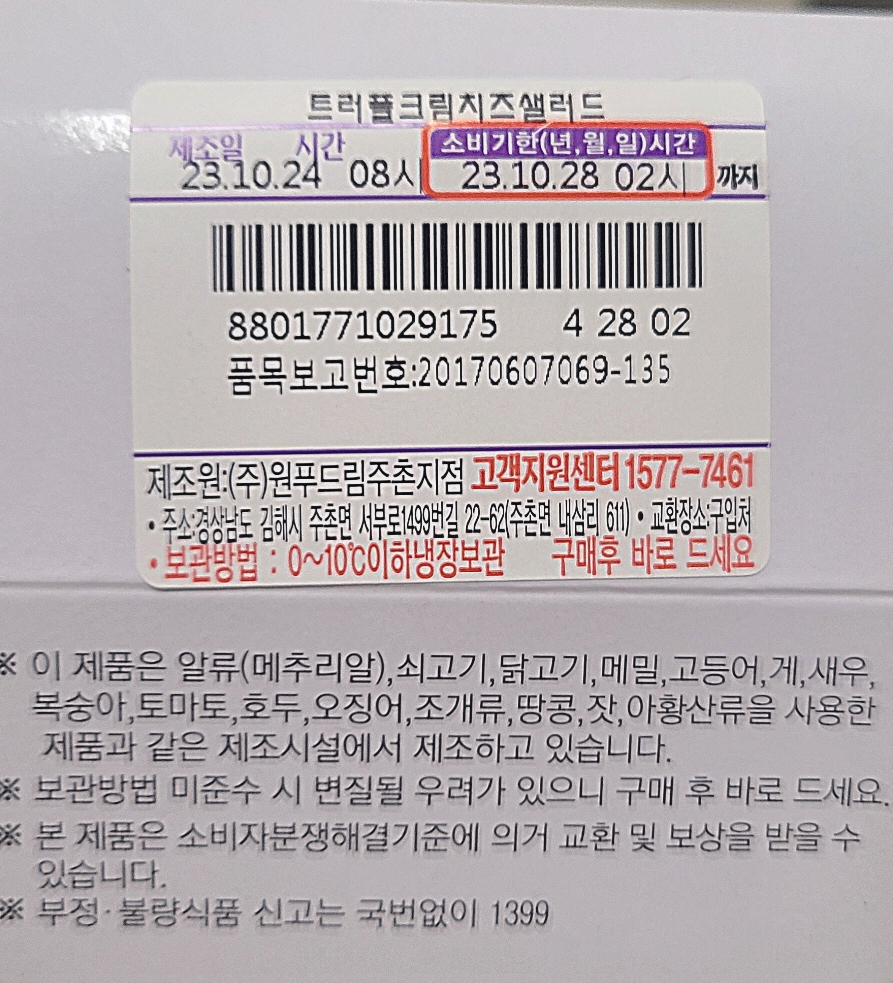 트러플크림치즈샐러드
제조일 시간 소비기한(년,월,일)시간
23.10.24 08시 23.10.28 02시 까지
8801771029175 4 28 02
품목보고번호:20170607069-135
제조원:(주)원푸드림주촌지점 고객지원센터 1577-7461
• 주소:경상남도 김해시 주촌면 서부로1499번길 22-62(주촌면 내삼리 611) • 교환장소:구입처
• 보관방법 : 0~10℃이하냉장보관 구매후 바로 드세요
※ 이 제품은 알류(메추리알),쇠고기,닭고기,메밀,고등어,게,새우,
복숭아,토마토,호두,오징어,조개류,땅콩,잣,아황산류을 사용한
제품과 같은 제조시설에서 제조하고 있습니다.
※ 보관방법 미준수 시 변질될 우려가 있으니 구매 후 바로 드세요.
※ 본 제품은 소비자분쟁해결기준에 의거 교환 및 보상을 받을 수
있습니다.
※ 부정·불량식품 신고는 국번없이 1399